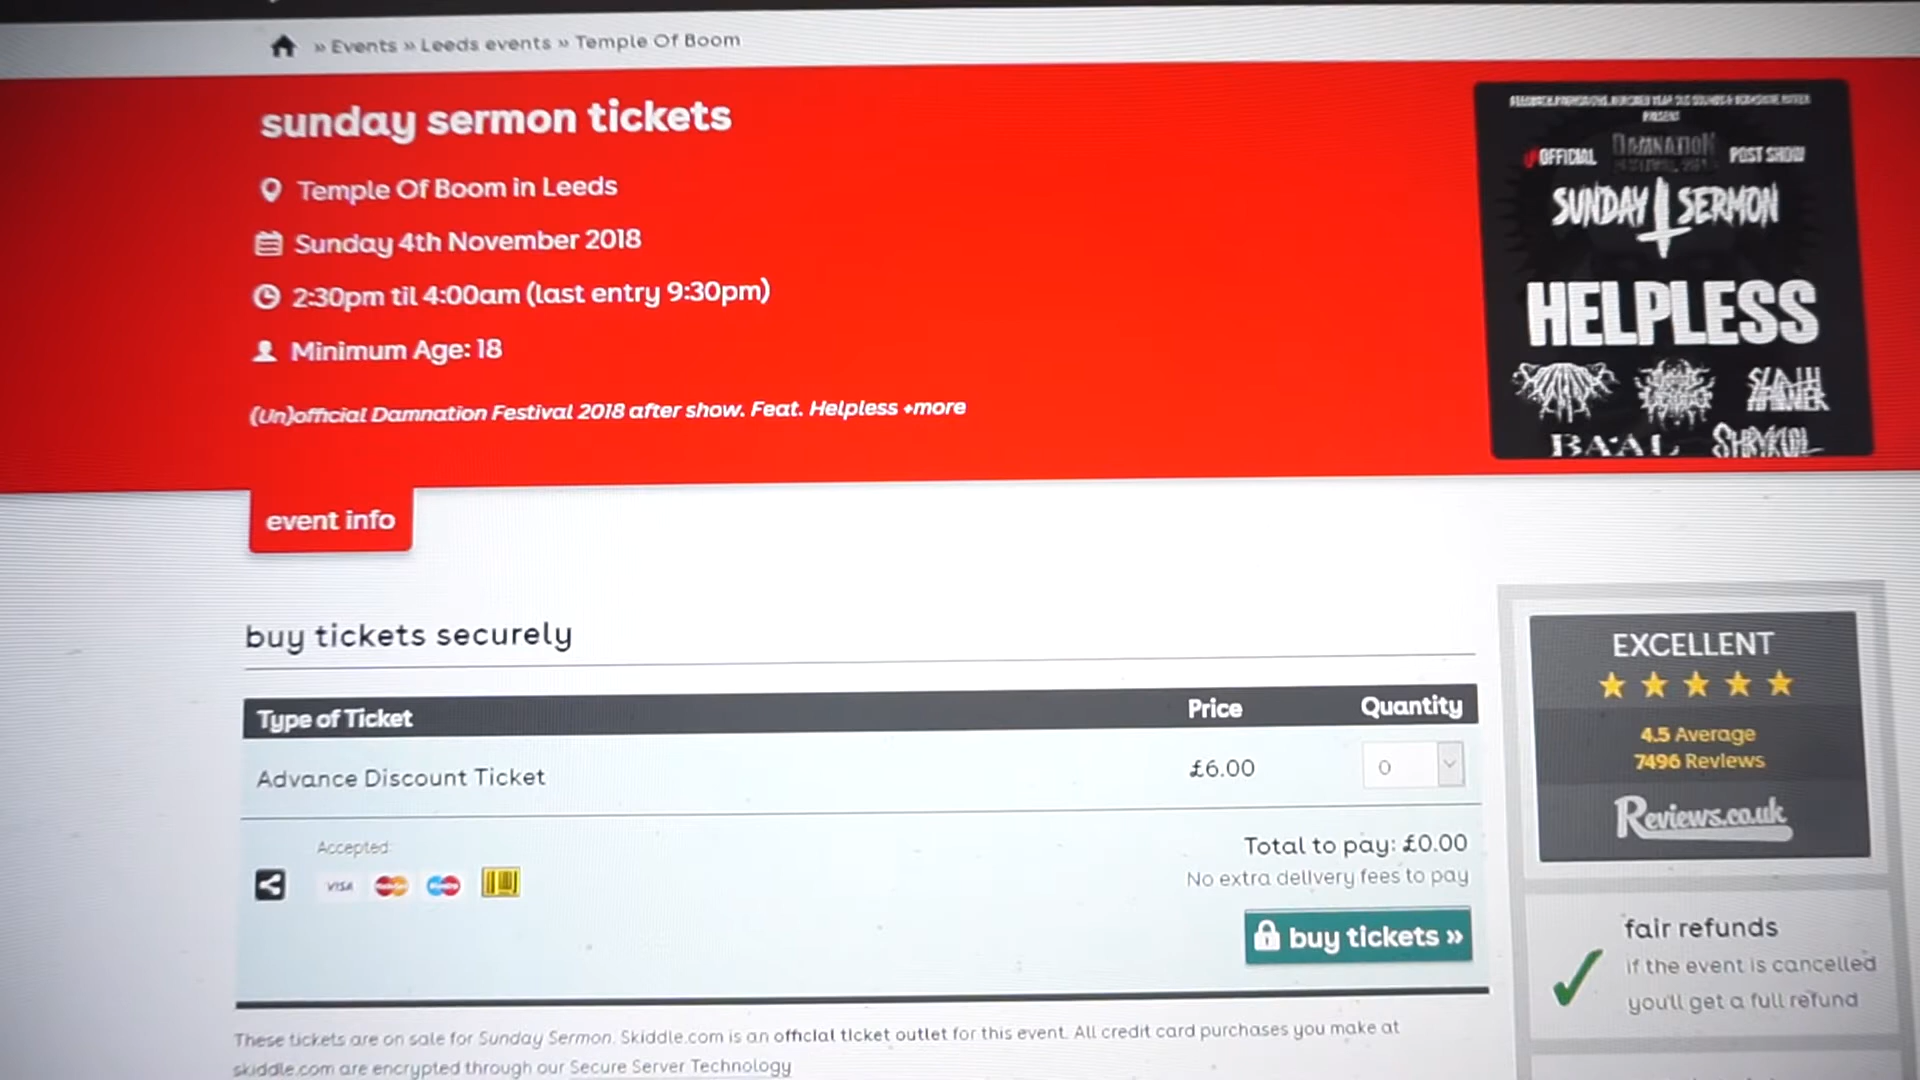 » Events » Leeds events » Temple Of Boom
sunday sermon tickets
Temple Of Boom in Leeds
Sunday 4th November 2018
2:30pm til 4:00am (last entry 9:30pm)
Minimum Age: 18
(Un)official Damnation Festival 2018 after show. Feat. Helpless +more
PRESENT
UNOFFICIAL DAMNATION POST SHOW
SUNDAY SERMON
HELPLESS
BA'AL SHRYKULL
event info
buy tickets securely
Type of Ticket Price Quantity
Advance Discount Ticket £6.00 0
Accepted:
VISA
Total to pay: £0.00
No extra delivery fees to pay
buy tickets »
These tickets are on sale for Sunday Sermon. Skiddle.com is an official ticket outlet for this event. All credit card purchases you make at
skiddle.com are encrypted through our Secure Server Technology
EXCELLENT
4.5 Average
7496 Reviews
Reviews.co.uk
fair refunds
if the event is cancelled
you'll get a full refund